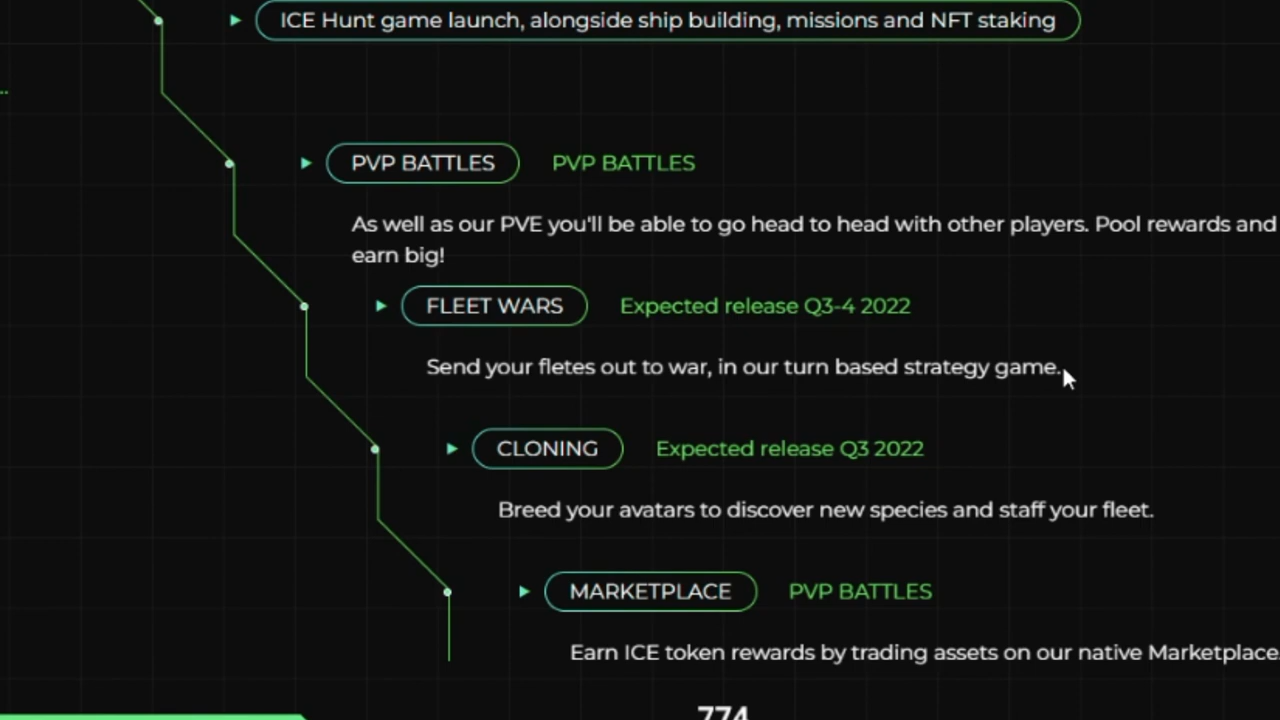 ICE Hunt game launch, alongside ship building, missions and NFT staking
PVP BATTLES PVP BATTLES
As well as our PVE you'll be able to go head to head with other players. Pool rewards and
earn big!
FLEET WARS Expected release Q3-4 2022
Send your fletes out to war, in our turn based strategy game.
CLONING Expected release Q3 2022
Breed your avatars to discover new species and staff your fleet.
MARKETPLACE PVP BATTLES
Earn ICE token rewards by trading assets on our native Marketplace
774